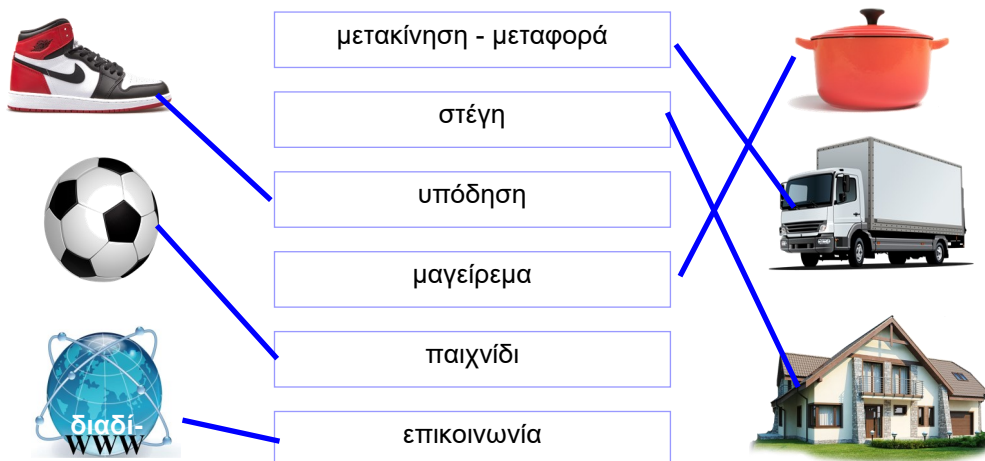 μετακίνηση - μεταφορά
στέγη
υπόδηση
μαγείρεμα
παιχνίδι
επικοινωνία
διαδί-
WWW